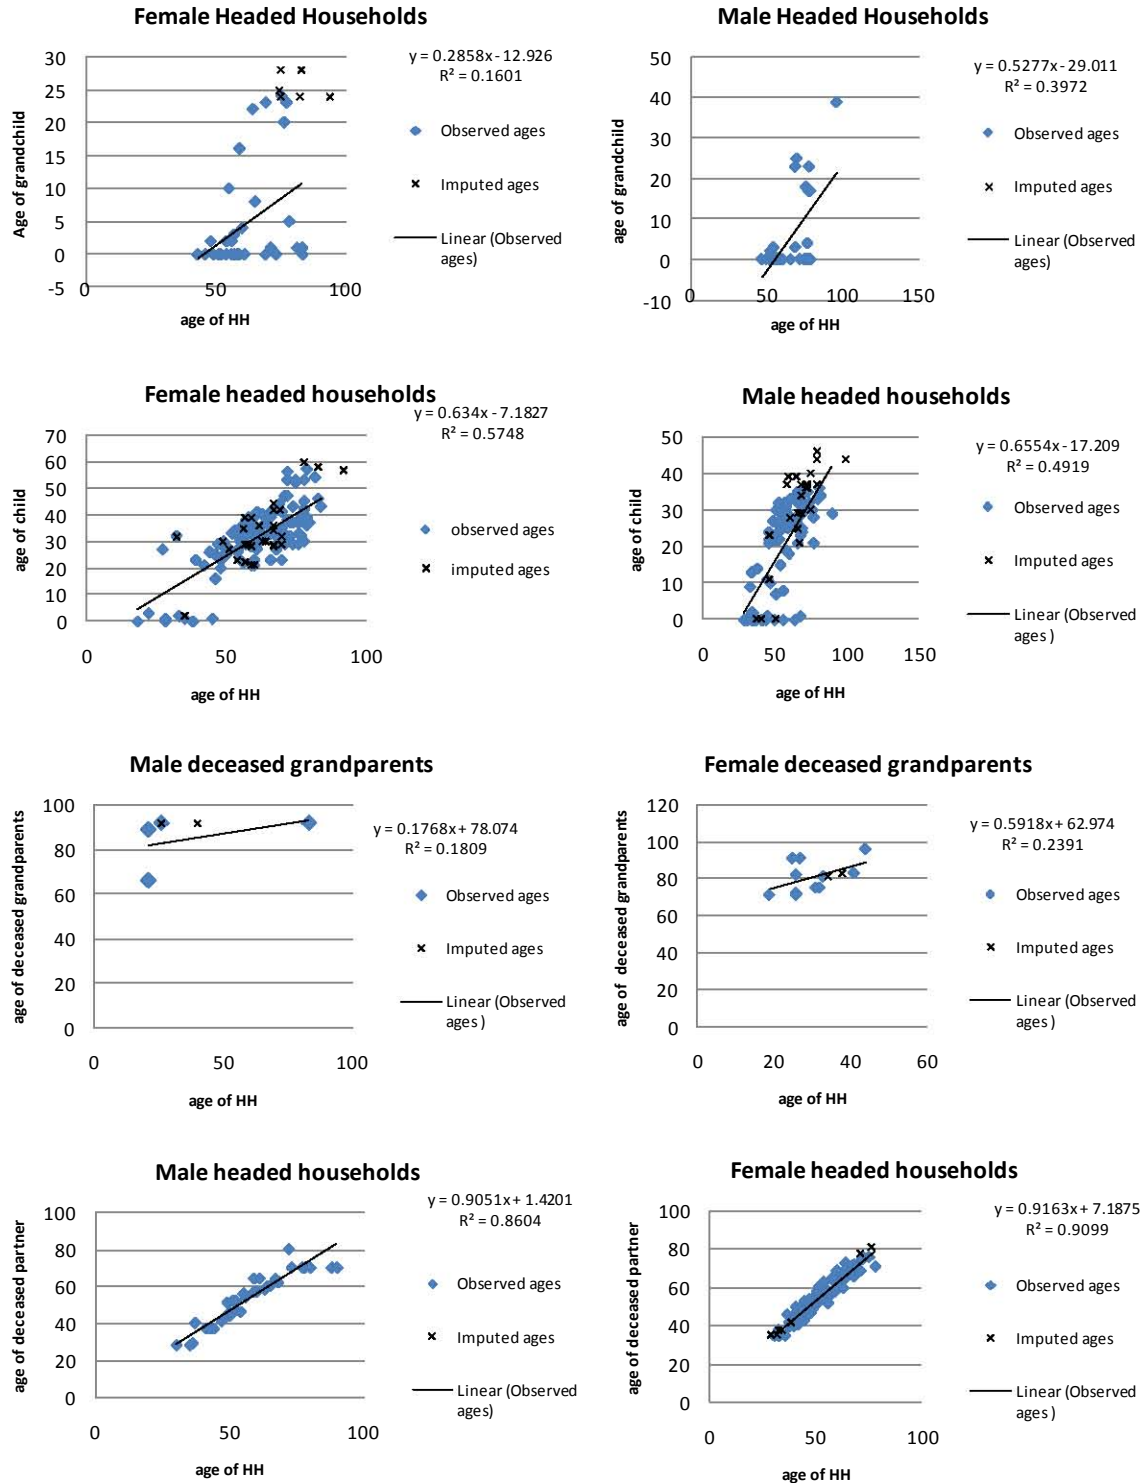 Female Headed Households
y = 0.2858x - 12.926
R² = 0.1601
30
25
20
15
10
5
0
-5
0
50
100
Age of grandchild
age of HH
Observed ages
Imputed ages
Linear (Observed
ages)
Male Headed Households
y = 0.5277x - 29.011
R² = 0.3972
50
40
30
20
10
0
-10
0
50
100
150
age of grandchild
age of HH
Observed ages
Imputed ages
Linear (Observed
ages)
Female headed households
y = 0.634x - 7.1827
R² = 0.5748
70
60
50
40
30
20
10
0
0
50
100
age of child
age of HH
observed ages
imputed ages
Male headed households
y = 0.6554x - 17.209
R² = 0.4919
50
40
30
20
10
0
0
50
100
150
age of child
age of HH
Observed ages
Imputed ages
Linear (Observed
ages )
Male deceased grandparents
y = 0.1768x + 78.074
R² = 0.1809
100
80
60
40
20
0
0
50
100
age of deceased grandparents
age of HH
Observed ages
Imputed ages
Linear (Observed
ages )
Female deceased grandparents
y = 0.5918x + 62.974
R² = 0.2391
120
100
80
60
40
20
0
0
20
40
60
age of deceased grandparents
age of HH
Observed ages
Imputed ages
Linear (Observed
ages )
Male headed households
y = 0.9051x + 1.4201
R² = 0.8604
100
80
60
40
20
0
0
50
100
age of deceased partner
age of HH
Observed ages
Imputed ages
Linear (Observed
ages)
Female headed households
y = 0.9163x + 7.1875
R² = 0.9099
100
80
60
40
20
0
0
50
100
age of deceased partner
age of HH
Observed ages
Imputed ages
Linear (Observed
ages )